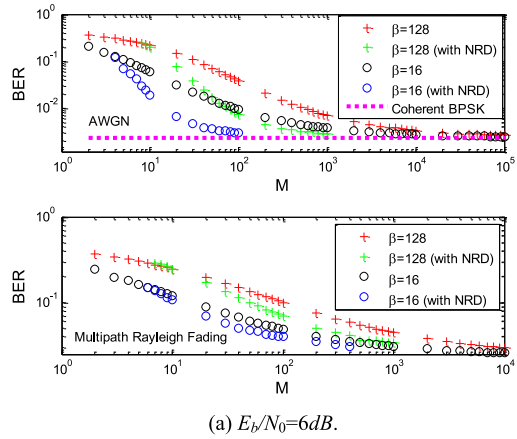 10^0
β=128
β=128 (with NRD)
β=16
β=16 (with NRD)
Coherent BPSK
BER
10^-2
AWGN
10^0 10^1 10^2 10^3 10^4 10^5
M
10^0
β=128
β=128 (with NRD)
β=16
β=16 (with NRD)
BER
10^-1
Multipath Rayleigh Fading
10^0 10^1 10^2 10^3 10^4
M
(a) E_b/N_0=6dB.